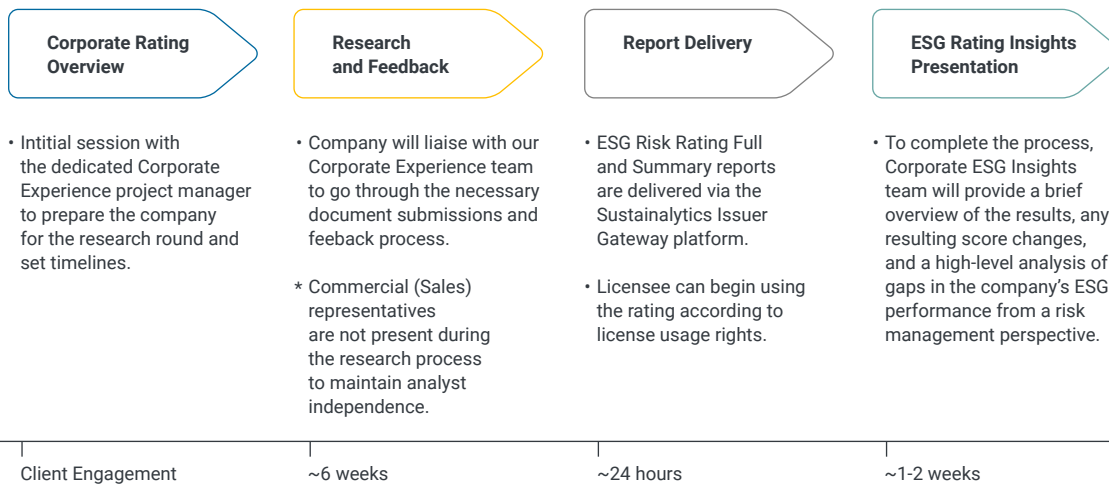 Corporate Rating
Overview
Research
and Feedback
Report Delivery
ESG Rating Insights
Presentation
• Intitial session with
the dedicated Corporate
Experience project manager
to prepare the company
for the research round and
set timelines.
• Company will liaise with our
Corporate Experience team
to go through the necessary
document submissions and
feeback process.
* Commercial (Sales)
representatives
are not present during
the research process
to maintain analyst
independence.
• ESG Risk Rating Full
and Summary reports
are delivered via the
Sustainalytics Issuer
Gateway platform.
• Licensee can begin using
the rating according to
license usage rights.
• To complete the process,
Corporate ESG Insights
team will provide a brief
overview of the results, any
resulting score changes,
and a high-level analysis of
gaps in the company’s ESG
performance from a risk
management perspective.
Client Engagement
~6 weeks
~24 hours
~1-2 weeks